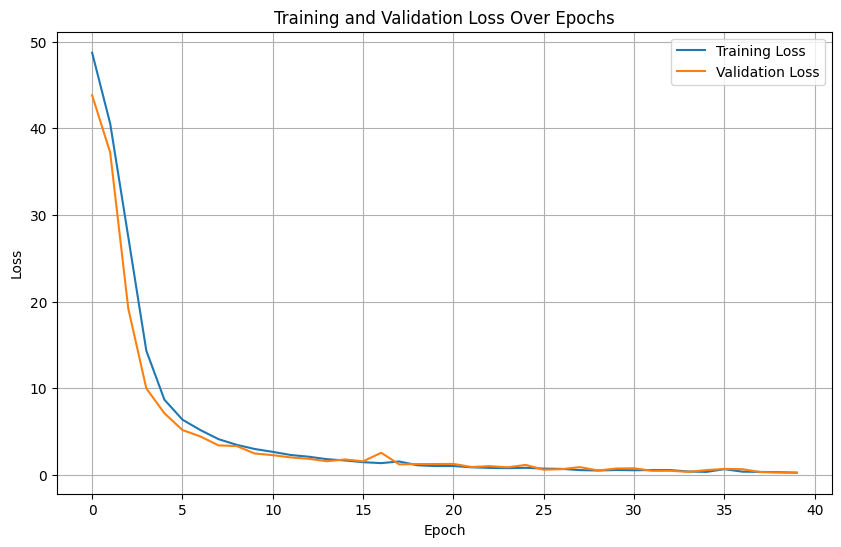 Training and Validation Loss Over Epochs
Training Loss
Validation Loss
50
40
30
20
10
0
Loss
0 5 10 15 20 25 30 35 40
Epoch